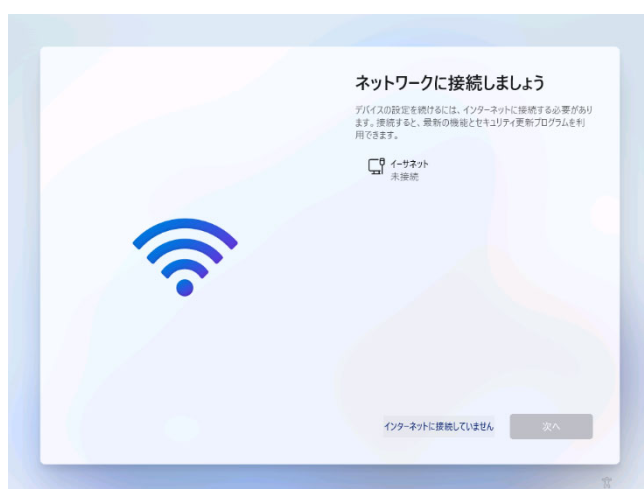 ネットワークに接続しましょう
デバイスの設定を続けるには、インターネットに接続する必要があり
ます。接続すると、最新の機能とセキュリティ更新プログラムを利
用できます。
イーサネット
未接続
インターネットに接続していません
次へ